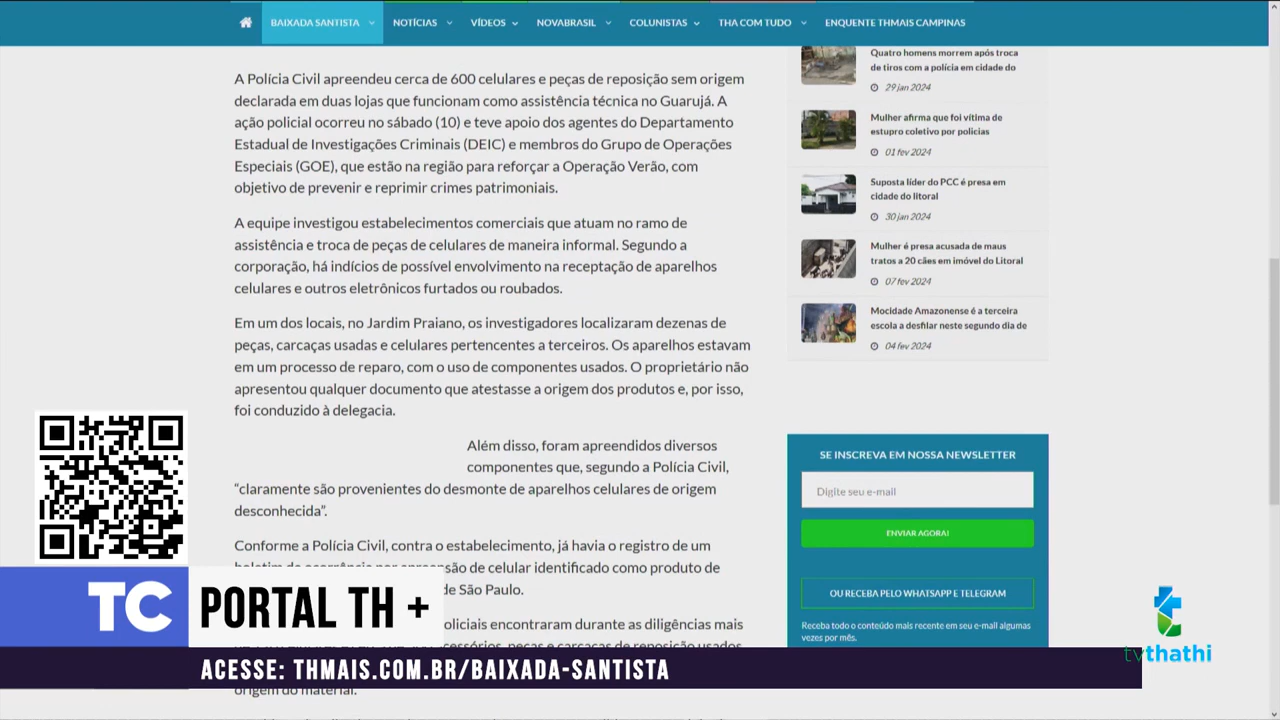 BAIXADA SANTISTA
NOTÍCIAS
VÍDEOS
NOVABRASIL
COLUNISTAS
THA COM TUDO
ENQUENTE THMAIS CAMPINAS
A Polícia Civil apreendeu cerca de 600 celulares e peças de reposição sem origem
declarada em duas lojas que funcionam como assistência técnica no Guarujá. A
ação policial ocorreu no sábado (10) e teve apoio dos agentes do Departamento
Estadual de Investigações Criminais (DEIC) e membros do Grupo de Operações
Especiais (GOE), que estão na região para reforçar a Operação Verão, com
objetivo de prevenir e reprimir crimes patrimoniais.
A equipe investigou estabelecimentos comerciais que atuam no ramo de
assistência e troca de peças de celulares de maneira informal. Segundo a
corporação, há indícios de possível envolvimento na receptação de aparelhos
celulares e outros eletrônicos furtados ou roubados.
Em um dos locais, no Jardim Praiano, os investigadores localizaram dezenas de
peças, carcaças usadas e celulares pertencentes a terceiros. Os aparelhos estavam
em um processo de reparo, com o uso de componentes usados. O proprietário não
apresentou qualquer documento que atestasse a origem dos produtos e, por isso,
foi conduzido à delegacia.
Além disso, foram apreendidos diversos
componentes que, segundo a Polícia Civil,
“claramente são provenientes do desmonte de aparelhos celulares de origem
desconhecida”.
Conforme a Polícia Civil, contra o estabelecimento, já havia o registro de um
boletim de ocorrência por apreensão de celular identificado como produto de
de São Paulo.
oliciais encontraram durante as diligências mais
cessórios, peças e carcaças de reposição usados
origem do material.
Quatro homens morrem após troca
de tiros com a polícia em cidade do
29 jan 2024
Mulher afirma que foi vítima de
estupro coletivo por policias
01 fev 2024
Suposta líder do PCC é presa em
cidade do litoral
30 jan 2024
Mulher é presa acusada de maus
tratos a 20 cães em imóvel do Litoral
07 fev 2024
Mocidade Amazonense é a terceira
escola a desfilar neste segundo dia de
04 fev 2024
SE INSCREVA EM NOSSA NEWSLETTER
Digite seu e-mail
ENVIAR AGORA!
OU RECEBA PELO WHATSAPP E TELEGRAM
Receba todo o conteúdo mais recente em seu e-mail algumas
vezes por mês.
TC PORTAL TH +
ACESSE: THMAIS.COM.BR/BAIXADA-SANTISTA
tvthathi